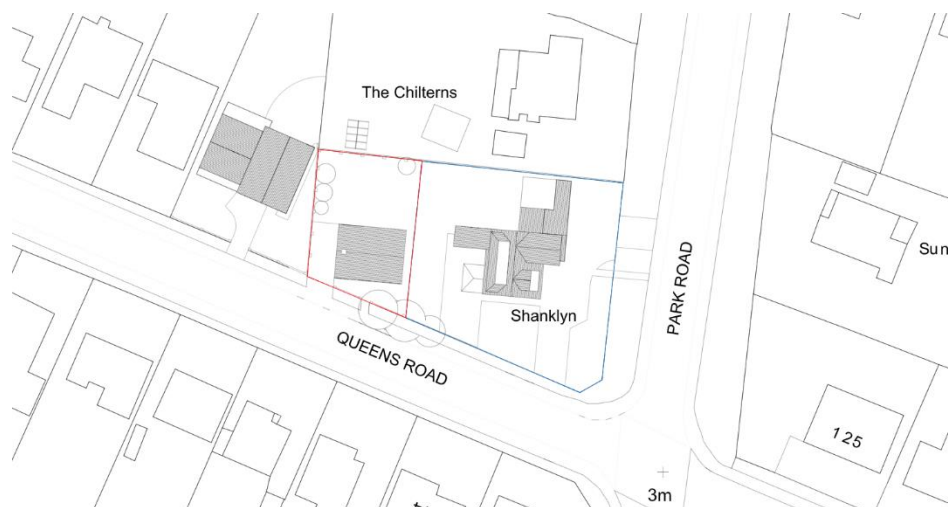 The Chilterns
Sun
Shanklyn
PARK ROAD
QUEENS ROAD
125
3m